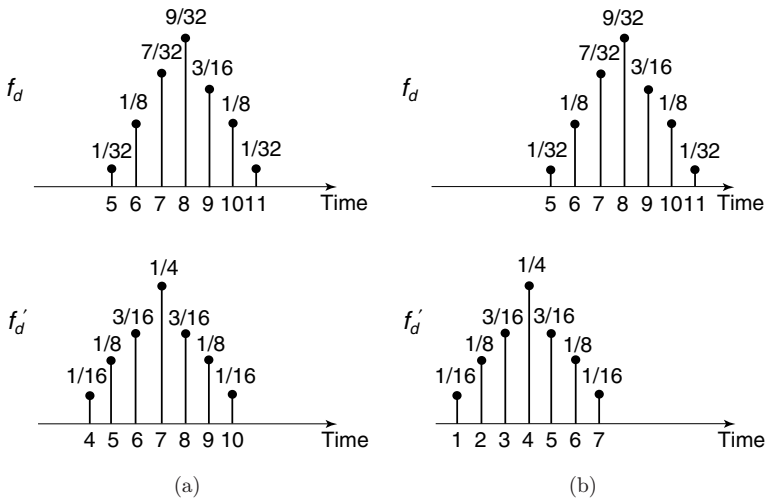 9/32
7/32
3/16
1/8
1/8
1/32
1/32
f_d
5 6 7 8 9 10 11 Time
9/32
7/32
3/16
1/8
1/8
1/32
1/32
f_d
5 6 7 8 9 10 11 Time
1/4
3/16 3/16
1/8 1/8
1/16 1/16
f_d′
4 5 6 7 8 9 10 Time
1/4
3/16 3/16
1/8 1/8
1/16 1/16
f_d′
1 2 3 4 5 6 7 Time
(a) (b)